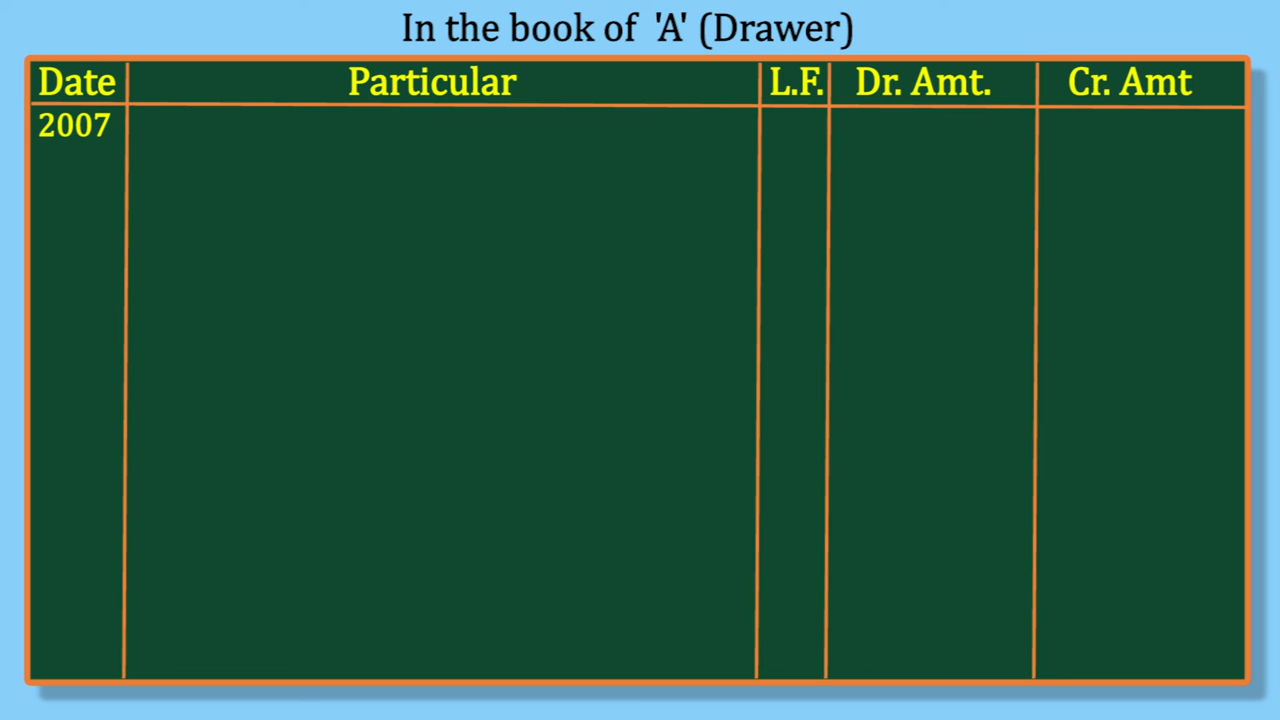 In the book of 'A' (Drawer)
Date Particular L.F. Dr. Amt. Cr. Amt
2007